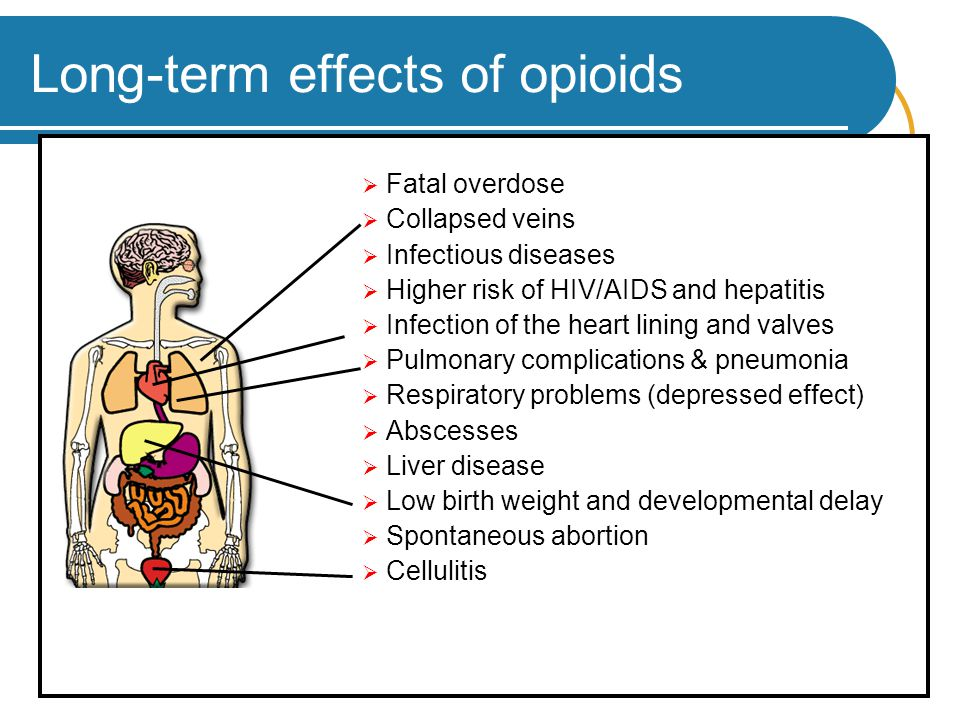 Long-term effects of opioids
Fatal overdose
Collapsed veins
Infectious diseases
Higher risk of HIV/AIDS and hepatitis
Infection of the heart lining and valves
Pulmonary complications & pneumonia
Respiratory problems (depressed effect)
Abscesses
Liver disease
Low birth weight and developmental delay
Spontaneous abortion
Cellulitis